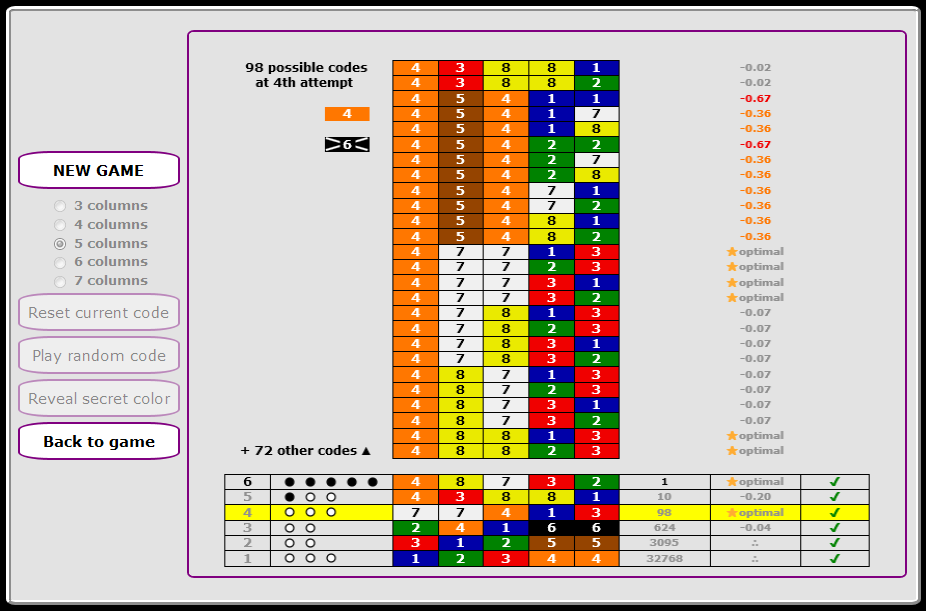 98 possible codes
at 4th attempt
4
6
NEW GAME
3 columns
4 columns
5 columns
6 columns
7 columns
Reset current code
Play random code
Reveal secret color
Back to game
4 3 8 8 1 -0.02
4 3 8 8 2 -0.02
4 5 4 1 1 -0.67
4 5 4 1 7 -0.36
4 5 4 1 8 -0.36
4 5 4 2 2 -0.67
4 5 4 2 7 -0.36
4 5 4 2 8 -0.36
4 5 4 7 1 -0.36
4 5 4 7 2 -0.36
4 5 4 8 1 -0.36
4 5 4 8 2 -0.36
4 7 7 1 3 ★optimal
4 7 7 2 3 ★optimal
4 7 7 3 1 ★optimal
4 7 7 3 2 ★optimal
4 7 8 1 3 -0.07
4 7 8 2 3 -0.07
4 7 8 3 1 -0.07
4 7 8 3 2 -0.07
4 8 7 1 3 -0.07
4 8 7 2 3 -0.07
4 8 7 3 1 -0.07
4 8 7 3 2 -0.07
4 8 8 1 3 ★optimal
+ 72 other codes ▲ 4 8 8 2 3 ★optimal
6 ● ● ● ● ● 4 8 7 3 2 1 ★optimal ✓
5 ● ○ ○ 4 3 8 8 1 10 -0.20 ✓
4 ○ ○ ○ 7 7 4 1 3 98 ★optimal ✓
3 ○ ○ 2 4 1 6 6 624 -0.04 ✓
2 ○ ○ 3 1 2 5 5 3095 ∴ ✓
1 ○ ○ ○ 1 2 3 4 4 32768 ∴ ✓